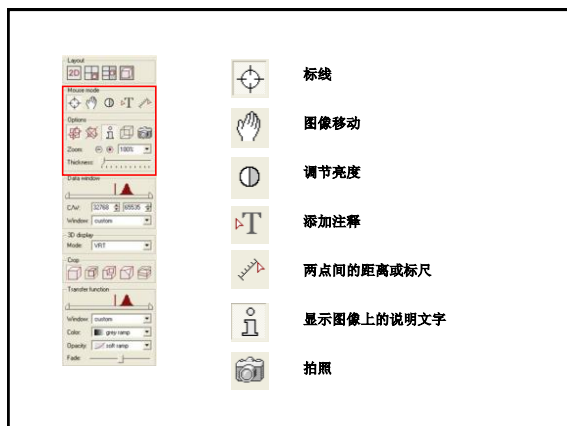 Layout
2D
Mouse mode
T
Options
i
Zoom: 100%
Thickness:
Data window
C/W: 32768 65535
Window: custom
3D display
Mode: VRT
Crop
Transfer function
Window: custom
Color: grey ramp
Opacity: soft ramp
Fade:
标线
图像移动
调节亮度
T 添加注释
两点间的距离或标尺
i 显示图像上的说明文字
拍照